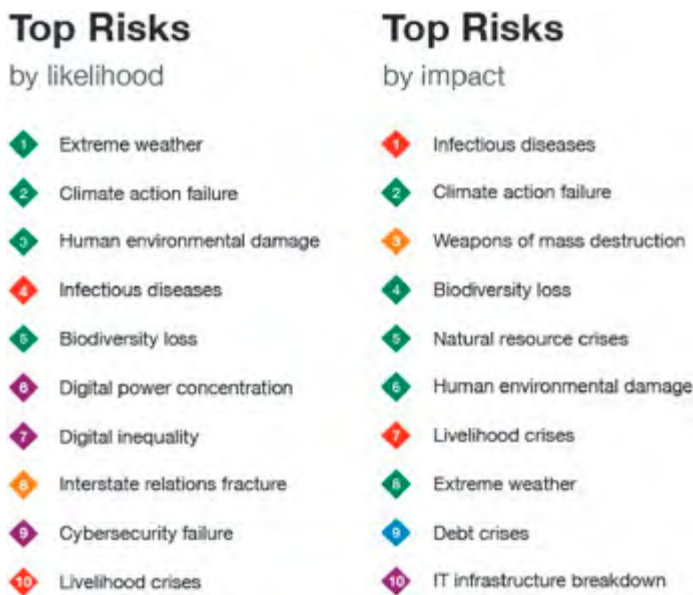 Top Risks
by likelihood
1 Extreme weather
2 Climate action failure
3 Human environmental damage
4 Infectious diseases
5 Biodiversity loss
6 Digital power concentration
7 Digital inequality
8 Interstate relations fracture
9 Cybersecurity failure
10 Livelihood crises
Top Risks
by impact
1 Infectious diseases
2 Climate action failure
3 Weapons of mass destruction
4 Biodiversity loss
5 Natural resource crises
6 Human environmental damage
7 Livelihood crises
8 Extreme weather
9 Debt crises
10 IT infrastructure breakdown